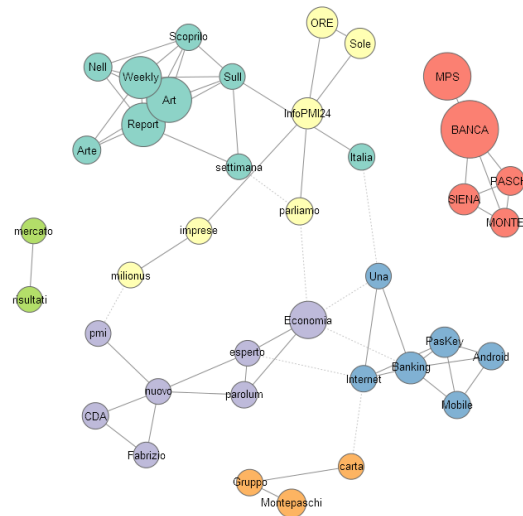 ORE
Scoprilo
Sole
Nell
Weekly
Sull
MPS
Art
InfoPMI24
Report
BANCA
Arte
Italia
settimana
PASCH
SIENA
parliamo
MONTE
mercato
imprese
milionus
Una
risultati
Economia
pmi
PasKey
esperto
Android
Banking
Internet
nuovo
parolum
Mobile
CDA
Fabrizio
carta
Gruppo
Montepaschi